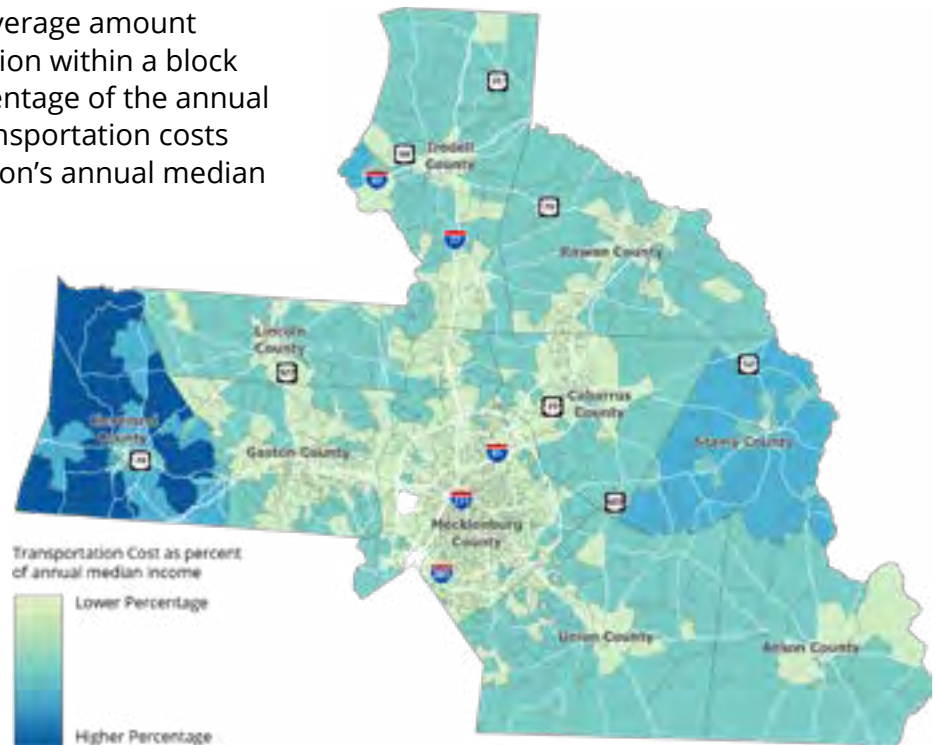 verage amount
tion within a block
entage of the annual
nsportation costs
on's annual median
Iredell
County
Rowan County
Lincoln
County
Cabarrus
County
Stanly County
County
Gaston County
Mecklenburg
County
Transportation Cost as percent
of annual median income
Lower Percentage
Union County
Anson County
Higher Percentage